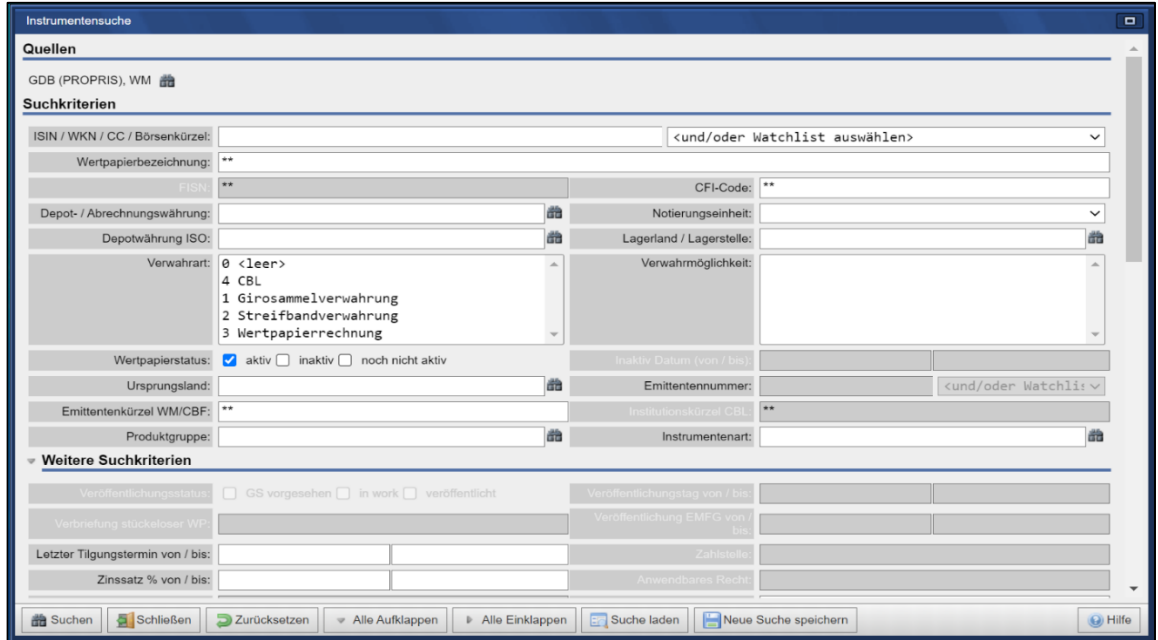 Instrumentensuche
Quellen
GDB (PROPRIS), WM
Suchkriterien
ISIN / WKN / CC / Börsenkürzel: <und/oder Watchlist auswählen>
Wertpapierbezeichnung: **
FISN: ** CFI-Code: **
Depot- / Abrechnungswährung: Notierungseinheit:
Depotwährung ISO: Lagerland / Lagerstelle:
Verwahrart: 0 <leer> Verwahrmöglichkeit:
4 CBL
1 Girosammelverwahrung
2 Streifbandverwahrung
3 Wertpapierrechnung
Wertpapierstatus: aktiv inaktiv noch nicht aktiv Inaktiv Datum (von / bis):
Ursprungsland: Emittentennummer: <und/oder Watchlis
Emittentenkürzel WM/CBF: ** Institutionskürzel CBL: **
Produktgruppe: Instrumentenart:
Weitere Suchkriterien
Veröffentlichungsstatus: GS vorgesehen in work veröffentlicht Veröffentlichungstag von / bis:
Verbriefung stückeloser WP: Veröffentlichung EMFG von /
bis:
Letzter Tilgungstermin von / bis: Zahlstelle:
Zinssatz % von / bis: Anwendbares Recht:
Suchen Schließen Zurücksetzen Alle Aufklappen Alle Einklappen Suche laden Neue Suche speichern Hilfe